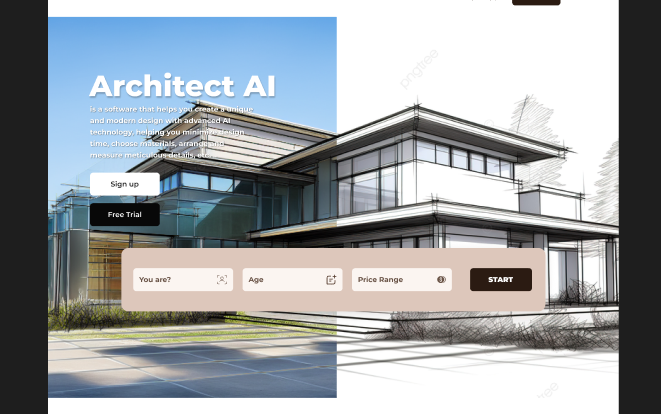 Architect AI
is a software that helps you create a unique
and modern design with advanced AI
technology, helping you minimize design
time, choose materials, arrange and
measure meticulous details, etc.
Sign up
Free Trial
You are?
Age
Price Range
START
pngtree